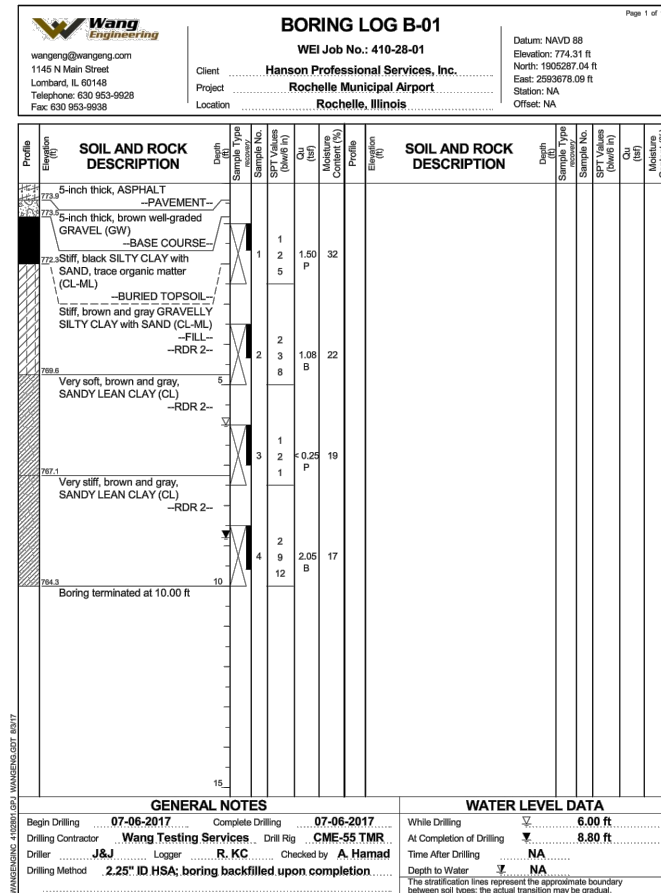 Page 1 of
Wang
Engineering
wangeng@wangeng.com
1145 N Main Street
Lombard, IL 60148
Telephone: 630 953-9928
Fax: 630 953-9938
BORING LOG B-01
WEI Job No.: 410-28-01
Client Hanson Professional Services, Inc.
Project Rochelle Municipal Airport
Location Rochelle, Illinois
Datum: NAVD 88
Elevation: 774.31 ft
North: 1905287.04 ft
East: 2593678.09 ft
Station: NA
Offset: NA
Profile
Elevation (ft)
SOIL AND ROCK DESCRIPTION
Depth (ft)
Sample Type
recovery
Sample No.
SPT Values (blw/6 in)
Qu (tsf)
Moisture Content (%)
Profile
Elevation (ft)
SOIL AND ROCK DESCRIPTION
Depth (ft)
Sample Type
recovery
Sample No.
SPT Values (blw/6 in)
Qu (tsf)
Moisture
5-inch thick, ASPHALT
773.9 --PAVEMENT--
773.5 5-inch thick, brown well-graded
GRAVEL (GW)
--BASE COURSE--
772.3 Stiff, black SILTY CLAY with
SAND, trace organic matter
(CL-ML)
--BURIED TOPSOIL--
1 1 2 5 1.50 P 32
Stiff, brown and gray GRAVELLY
SILTY CLAY with SAND (CL-ML)
--FILL--
--RDR 2--
2 2 3 8 1.08 B 22
769.6 5
Very soft, brown and gray,
SANDY LEAN CLAY (CL)
--RDR 2--
3 1 2 1 < 0.25 P 19
767.1
Very stiff, brown and gray,
SANDY LEAN CLAY (CL)
--RDR 2--
4 2 9 12 2.05 B 17
764.3 10
Boring terminated at 10.00 ft
15
WANGENGINC 4102801.GPJ WANGENG.GDT 8/3/17
GENERAL NOTES
Begin Drilling 07-06-2017 Complete Drilling 07-06-2017
Drilling Contractor Wang Testing Services Drill Rig CME-55 TMR
Driller J&J Logger R. KC Checked by A. Hamad
Drilling Method 2.25" ID HSA; boring backfilled upon completion
WATER LEVEL DATA
While Drilling 6.00 ft
At Completion of Drilling 8.80 ft
Time After Drilling NA
Depth to Water NA
The stratification lines represent the approximate boundary
between soil types; the actual transition may be gradual.